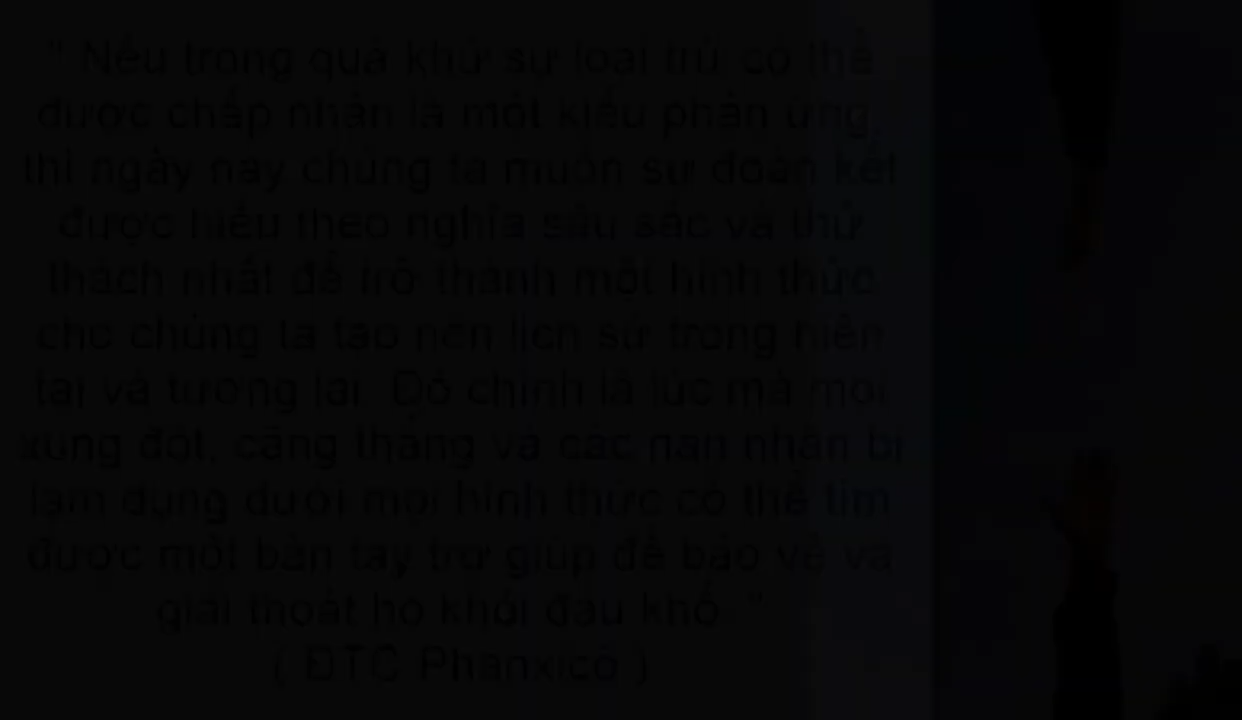 " Nếu trong quá khứ sự loại trừ có thể
được chấp nhận là một kiểu phản ứng,
thì ngày nay chúng ta muốn sự đoàn kết
được hiểu theo nghĩa sâu sắc và thử
thách nhất để trở thành một hình thức
cho chúng ta tạo nên lịch sử trong hiện
tại và tương lai. Đó chính là lúc mà mọi
xung đột, căng thẳng và các nạn nhân bị
lạm dụng dưới mọi hình thức có thể tìm
được một bàn tay trợ giúp để bảo vệ và
giải thoát họ khỏi đau khổ. "
( ĐTC Phanxicô )